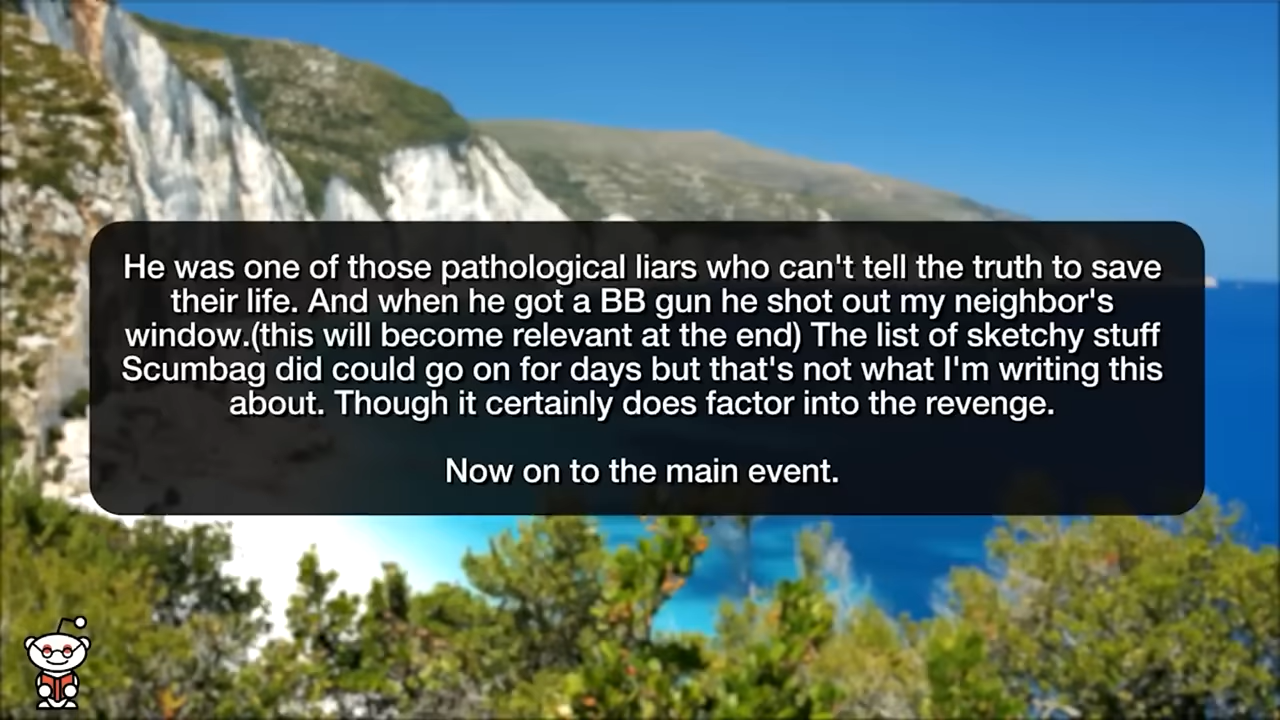 He was one of those pathological liars who can't tell the truth to save
their life. And when he got a BB gun he shot out my neighbor's
window.(this will become relevant at the end) The list of sketchy stuff
Scumbag did could go on for days but that's not what I'm writing this
about. Though it certainly does factor into the revenge.
Now on to the main event.